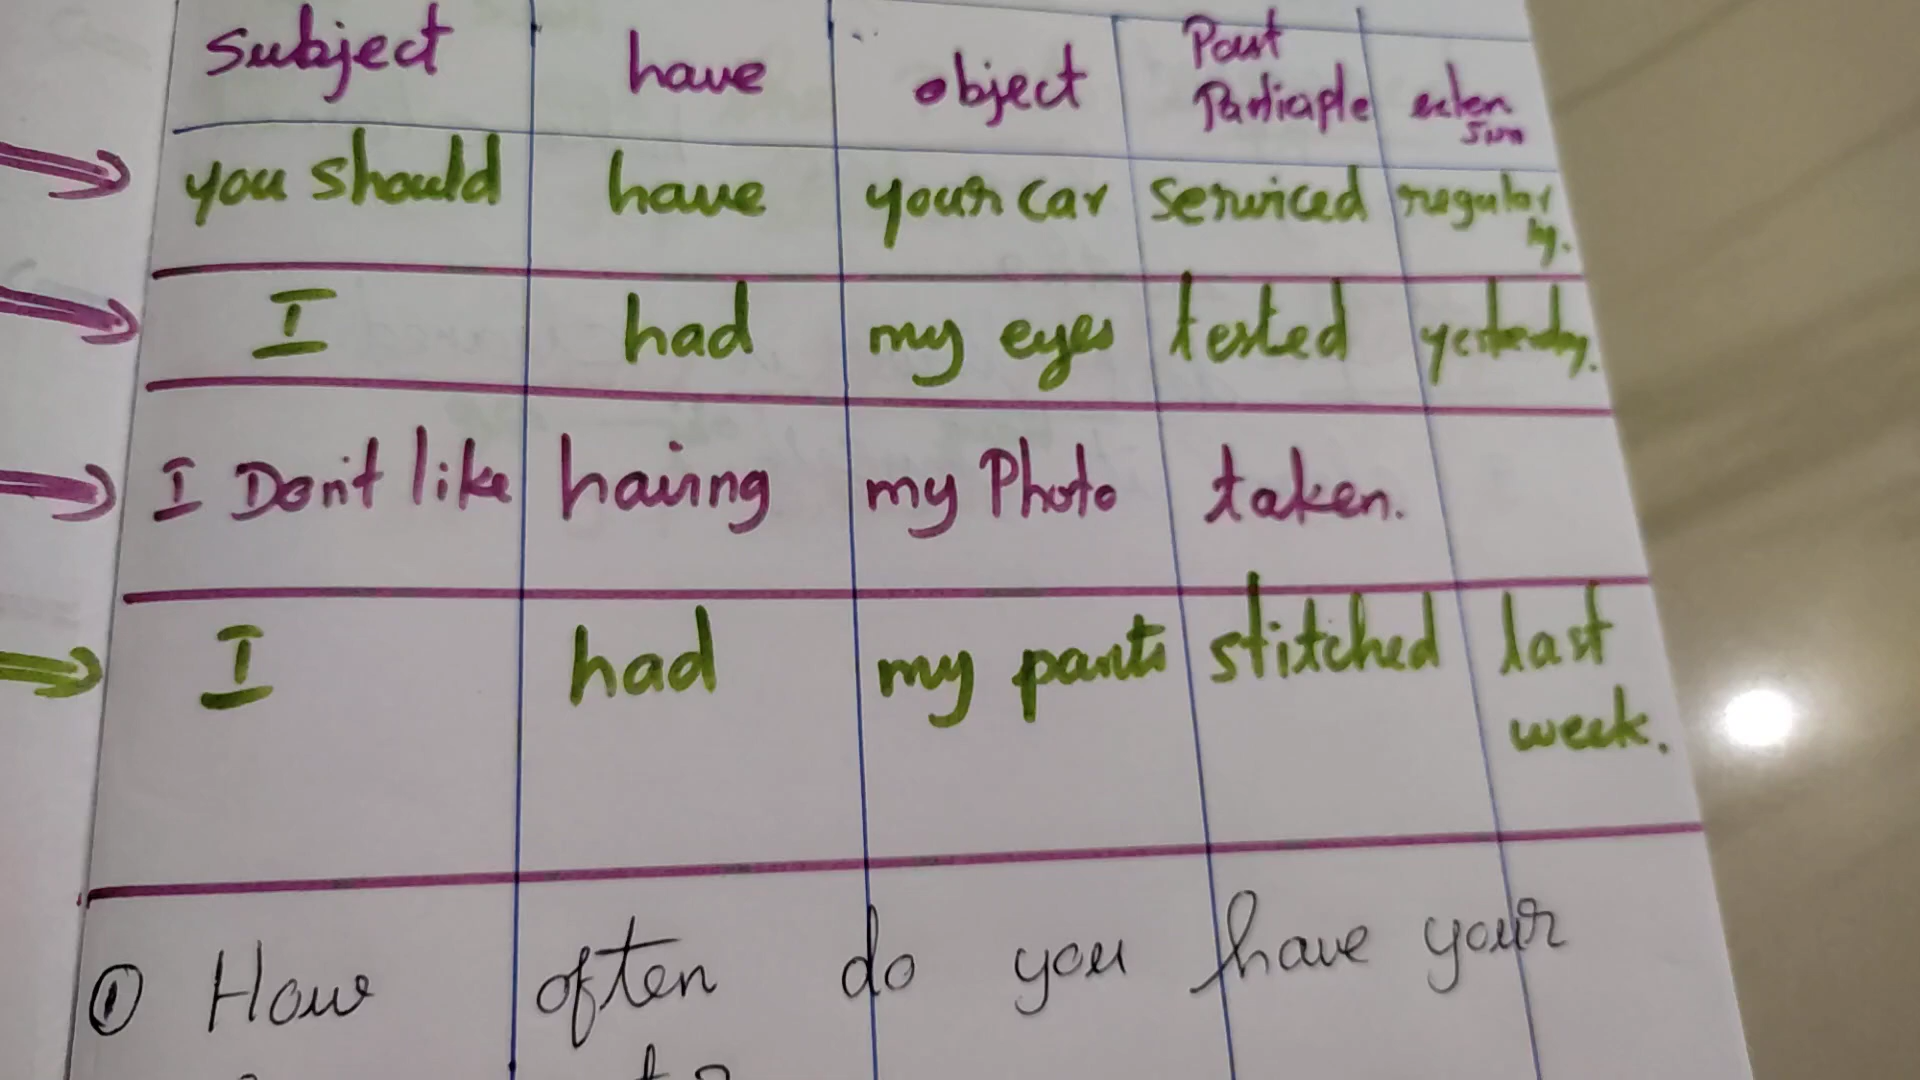 Subject have object Past Participle exten sion
you should have your car serviced regular ly.
I had my eyes tested yesterday.
I Don't like having my Photo taken.
I had my pants stitched last week.
① How often do you have your